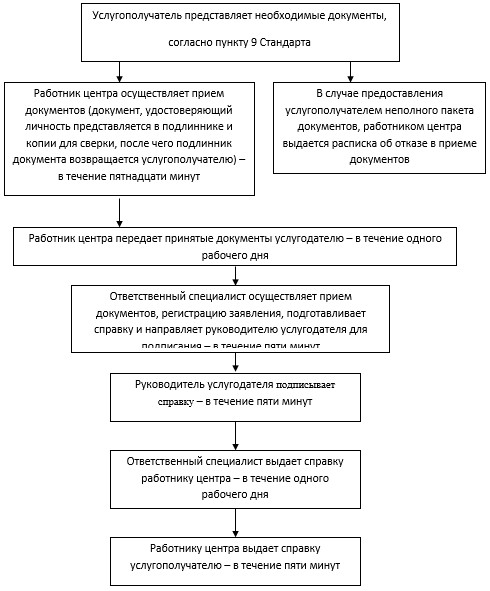 Услугополучатель представляет необходимые документы,
согласно пункту 9 Стандарта
Работник центра осуществляет прием
документов (документ, удостоверяющий
личность представляется в подлиннике и
копии для сверки, после чего подлинник
документа возвращается услугополучателю) –
в течение пятнадцати минут
В случае предоставления
услугополучателем неполного пакета
документов, работником центра
выдается расписка об отказе в приеме
документов
Работник центра передает принятые документы услугодателю – в течение одного
рабочего дня
Ответственный специалист осуществляет прием
документов, регистрацию заявления, подготавливает
справку и направляет руководителю услугодателя для
подписания – в течение пяти минут
Руководитель услугодателя подписывает
справку – в течение пяти минут
Ответственный специалист выдает справку
работнику центра – в течение одного
рабочего дня
Работнику центра выдает справку
услугополучателю – в течение пяти минут